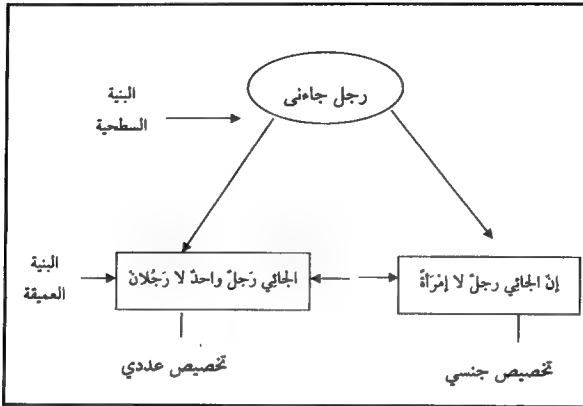 رجل جاءنى
البنية
السطحية
إنّ الجائي رجلٌ لا إمْرَأةٌ
الجائي رَجلٌ واحدٌ لا رَجُلانْ
البنية
العميقة
تخصيص جنسي
تخصيص عددي